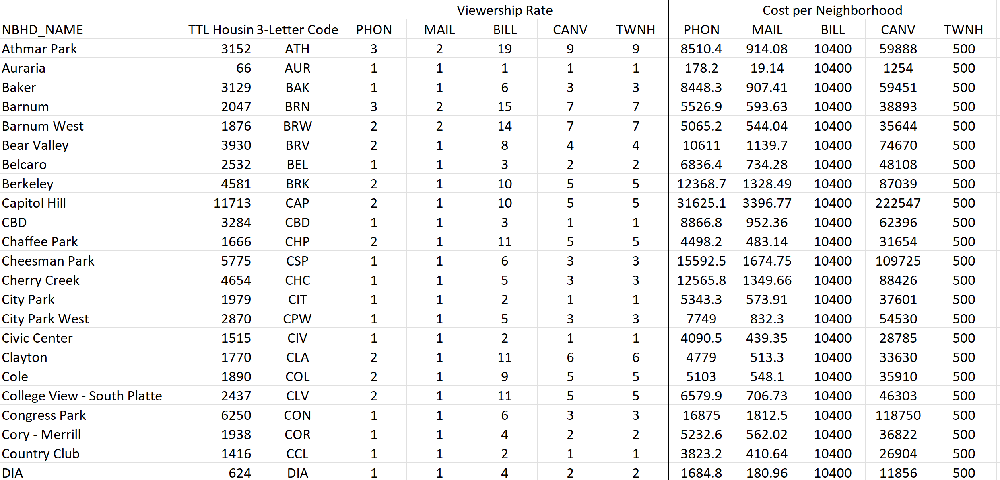 Viewership Rate Cost per Neighborhood
NBHD_NAME TTL Housin 3-Letter Code PHON MAIL BILL CANV TWNH PHON MAIL BILL CANV TWNH
Athmar Park 3152 ATH 3 2 19 9 9 8510.4 914.08 10400 59888 500
Auraria 66 AUR 1 1 1 1 1 178.2 19.14 10400 1254 500
Baker 3129 BAK 1 1 6 3 3 8448.3 907.41 10400 59451 500
Barnum 2047 BRN 3 2 15 7 7 5526.9 593.63 10400 38893 500
Barnum West 1876 BRW 2 2 14 7 7 5065.2 544.04 10400 35644 500
Bear Valley 3930 BRV 2 1 8 4 4 10611 1139.7 10400 74670 500
Belcaro 2532 BEL 1 1 3 2 2 6836.4 734.28 10400 48108 500
Berkeley 4581 BRK 2 1 10 5 5 12368.7 1328.49 10400 87039 500
Capitol Hill 11713 CAP 2 1 10 5 5 31625.1 3396.77 10400 222547 500
CBD 3284 CBD 1 1 3 1 1 8866.8 952.36 10400 62396 500
Chaffee Park 1666 CHP 2 1 11 5 5 4498.2 483.14 10400 31654 500
Cheesman Park 5775 CSP 1 1 6 3 3 15592.5 1674.75 10400 109725 500
Cherry Creek 4654 CHC 1 1 5 3 3 12565.8 1349.66 10400 88426 500
City Park 1979 CIT 1 1 2 1 1 5343.3 573.91 10400 37601 500
City Park West 2870 CPW 1 1 5 3 3 7749 832.3 10400 54530 500
Civic Center 1515 CIV 1 1 2 1 1 4090.5 439.35 10400 28785 500
Clayton 1770 CLA 2 1 11 6 6 4779 513.3 10400 33630 500
Cole 1890 COL 2 1 9 5 5 5103 548.1 10400 35910 500
College View - South Platte 2437 CLV 2 1 11 5 5 6579.9 706.73 10400 46303 500
Congress Park 6250 CON 1 1 6 3 3 16875 1812.5 10400 118750 500
Cory - Merrill 1938 COR 1 1 4 2 2 5232.6 562.02 10400 36822 500
Country Club 1416 CCL 1 1 2 1 1 3823.2 410.64 10400 26904 500
DIA 624 DIA 1 1 4 2 2 1684.8 180.96 10400 11856 500